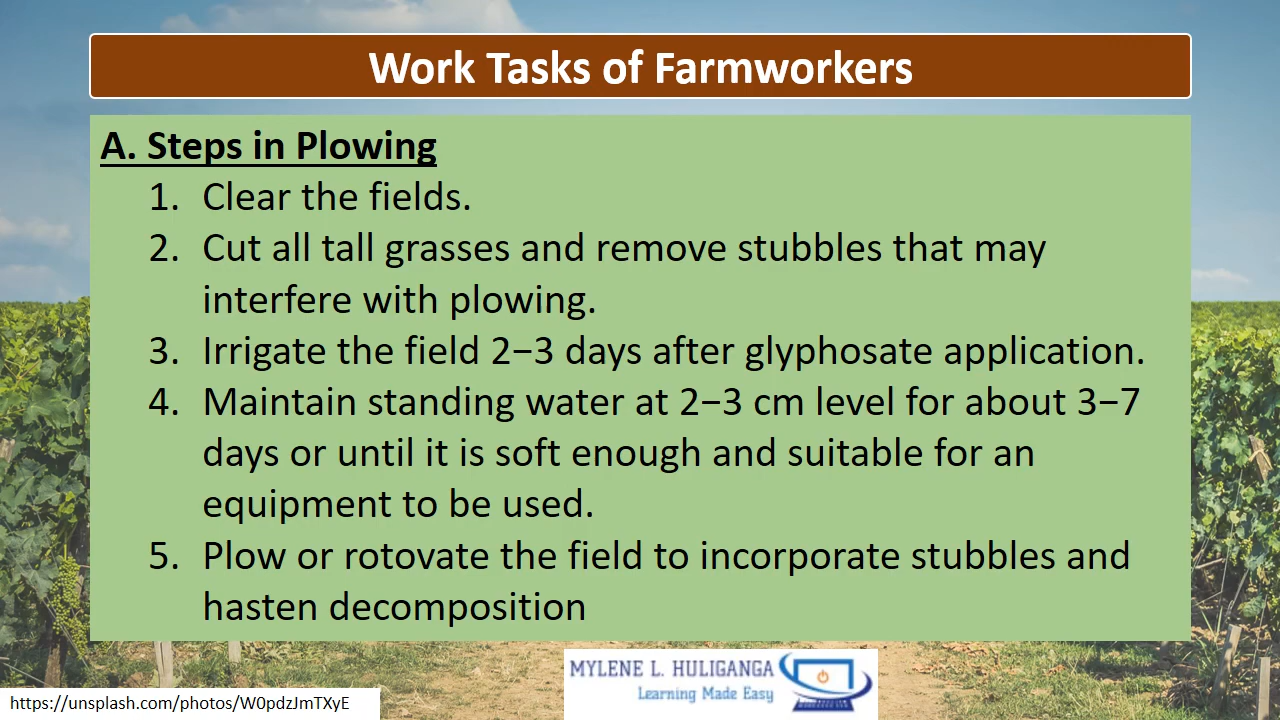 Work Tasks of Farmworkers
A. Steps in Plowing
1. Clear the fields.
2. Cut all tall grasses and remove stubbles that may
interfere with plowing.
3. Irrigate the field 2−3 days after glyphosate application.
4. Maintain standing water at 2−3 cm level for about 3−7
days or until it is soft enough and suitable for an
equipment to be used.
5. Plow or rotovate the field to incorporate stubbles and
hasten decomposition
MYLENE L. HULIGANGA
Learning Made Easy
https://unsplash.com/photos/W0pdzJmTXyE